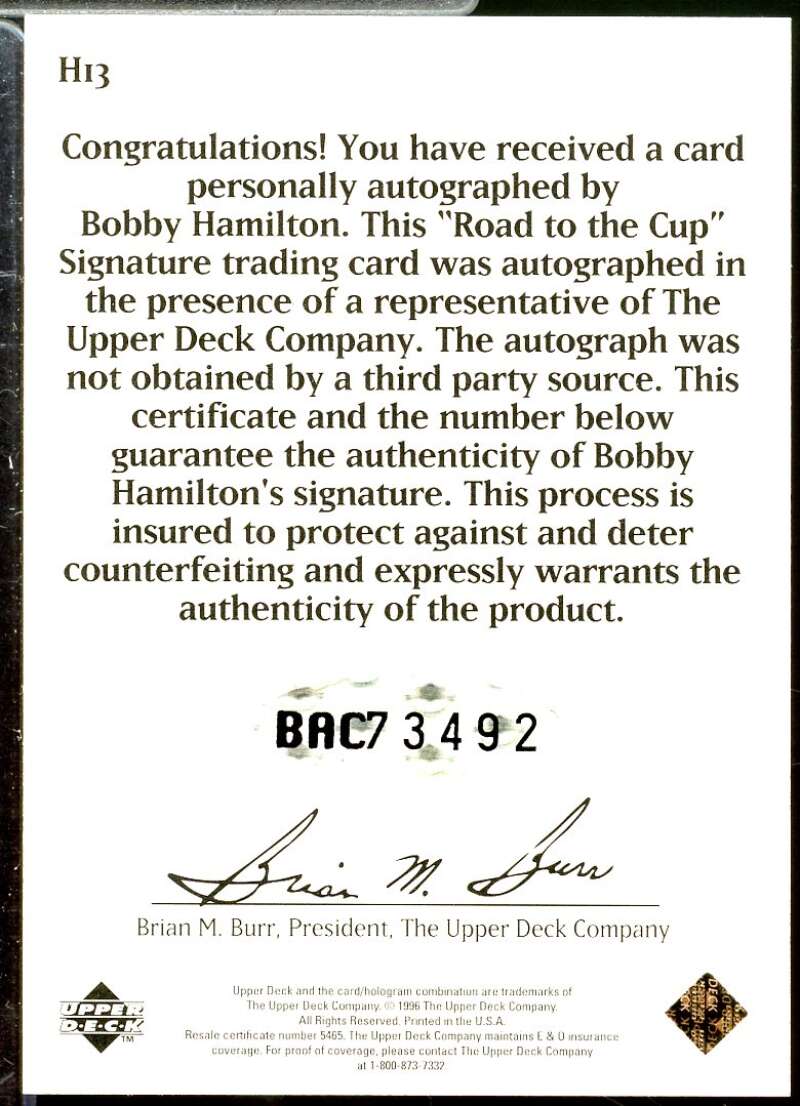 H13
Congratulations! You have received a card
personally autographed by
Bobby Hamilton. This "Road to the Cup"
Signature trading card was autographed in
the presence of a representative of The
Upper Deck Company. The autograph was
not obtained by a third party source. This
certificate and the number below
guarantee the authenticity of Bobby
Hamilton's signature. This process is
insured to protect against and deter
counterfeiting and expressly warrants the
authenticity of the product.
BAC73492
Brian M. Burr
Brian M. Burr, President, The Upper Deck Company
Upper Deck and the card/hologram combination are trademarks of
The Upper Deck Company. © 1996 The Upper Deck Company.
All Rights Reserved. Printed in the U.S.A.
Resale certificate number 5465. The Upper Deck Company maintains E & O insurance
coverage. For proof of coverage, please contact The Upper Deck Company
at 1-800-873-7332
UPPER
D·E·C·K
TM
DECK